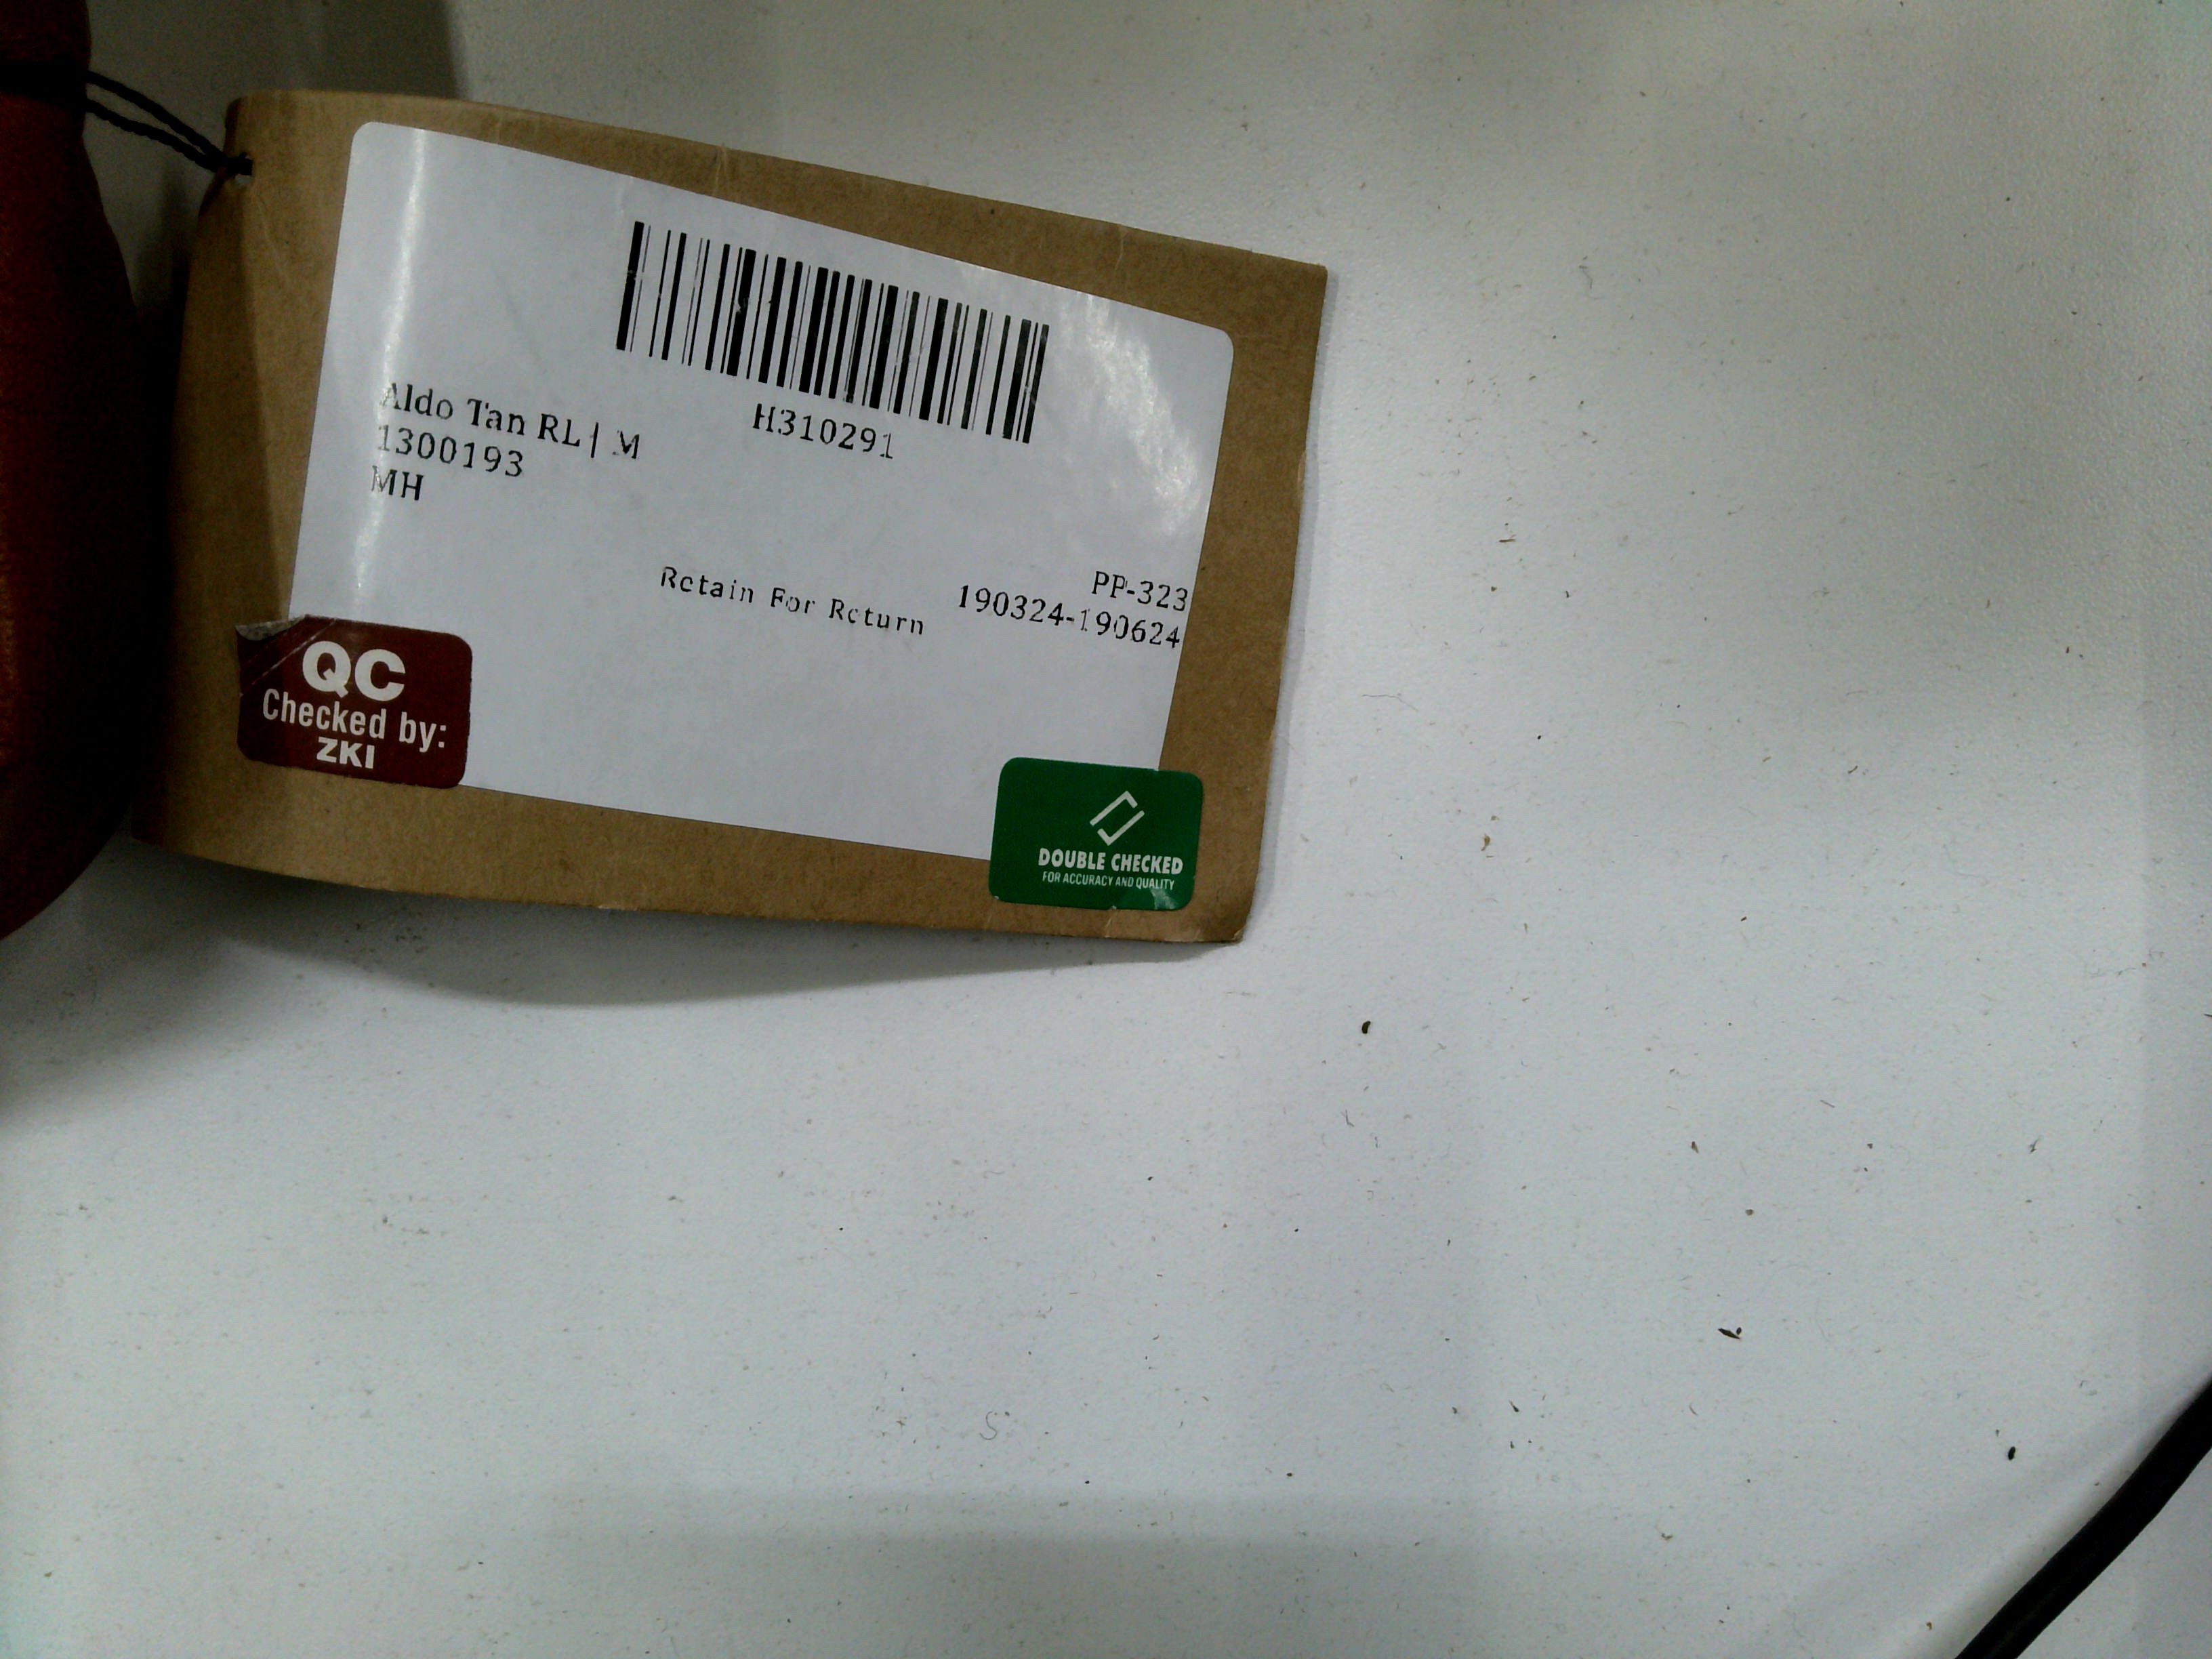 H310291
Aldo Tan RL | M
1300193
MH
PP-323
Retain For Return
190324-190624
QC
Checked by:
ZKI
DOUBLE CHECKED
FOR ACCURACY AND QUALITY